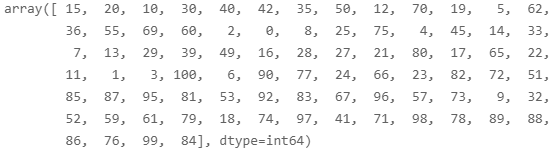 array([ 15,  20,  10,  30,  40,  42,  35,  50,  12,  70,  19,   5,  62,
        36,  55,  69,  60,   2,   0,   8,  25,  75,   4,  45,  14,  33,
         7,  13,  29,  39,  49,  16,  28,  27,  21,  80,  17,  65,  22,
        11,   1,   3, 100,   6,  90,  77,  24,  66,  23,  82,  72,  51,
        85,  87,  95,  81,  53,  92,  83,  67,  96,  57,  73,   9,  32,
        52,  59,  61,  79,  18,  74,  97,  41,  71,  98,  78,  89,  88,
        86,  76,  99,  84], dtype=int64)